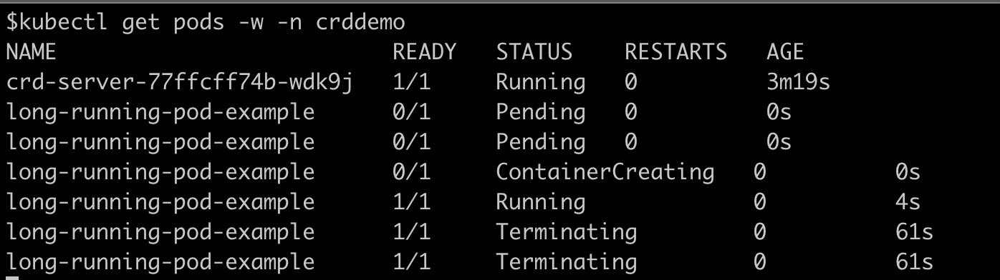 $kubectl get pods -w -n crddemo
NAME READY STATUS RESTARTS AGE
crd-server-77ffcff74b-wdk9j 1/1 Running 0 3m19s
long-running-pod-example 0/1 Pending 0 0s
long-running-pod-example 0/1 Pending 0 0s
long-running-pod-example 0/1 ContainerCreating 0 0s
long-running-pod-example 1/1 Running 0 4s
long-running-pod-example 1/1 Terminating 0 61s
long-running-pod-example 1/1 Terminating 0 61s